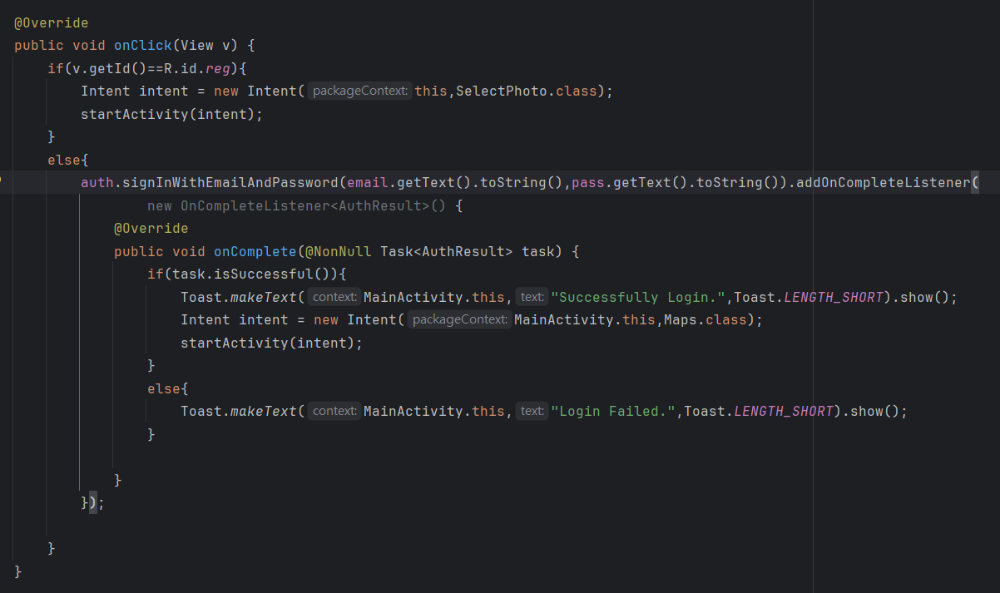 @Override
public void onClick(View v) {
if(v.getId()==R.id.reg){
Intent intent = new Intent( packageContext: this,SelectPhoto.class);
startActivity(intent);
}
else{
auth.signInWithEmailAndPassword(email.getText().toString(),pass.getText().toString()).addOnCompleteListener(
new OnCompleteListener<AuthResult>() {
@Override
public void onComplete(@NonNull Task<AuthResult> task) {
if(task.isSuccessful()){
Toast.makeText( context: MainActivity.this, text: "Successfully Login.",Toast.LENGTH_SHORT).show();
Intent intent = new Intent( packageContext: MainActivity.this,Maps.class);
startActivity(intent);
}
else{
Toast.makeText( context: MainActivity.this, text: "Login Failed.",Toast.LENGTH_SHORT).show();
}
}
});
}
}